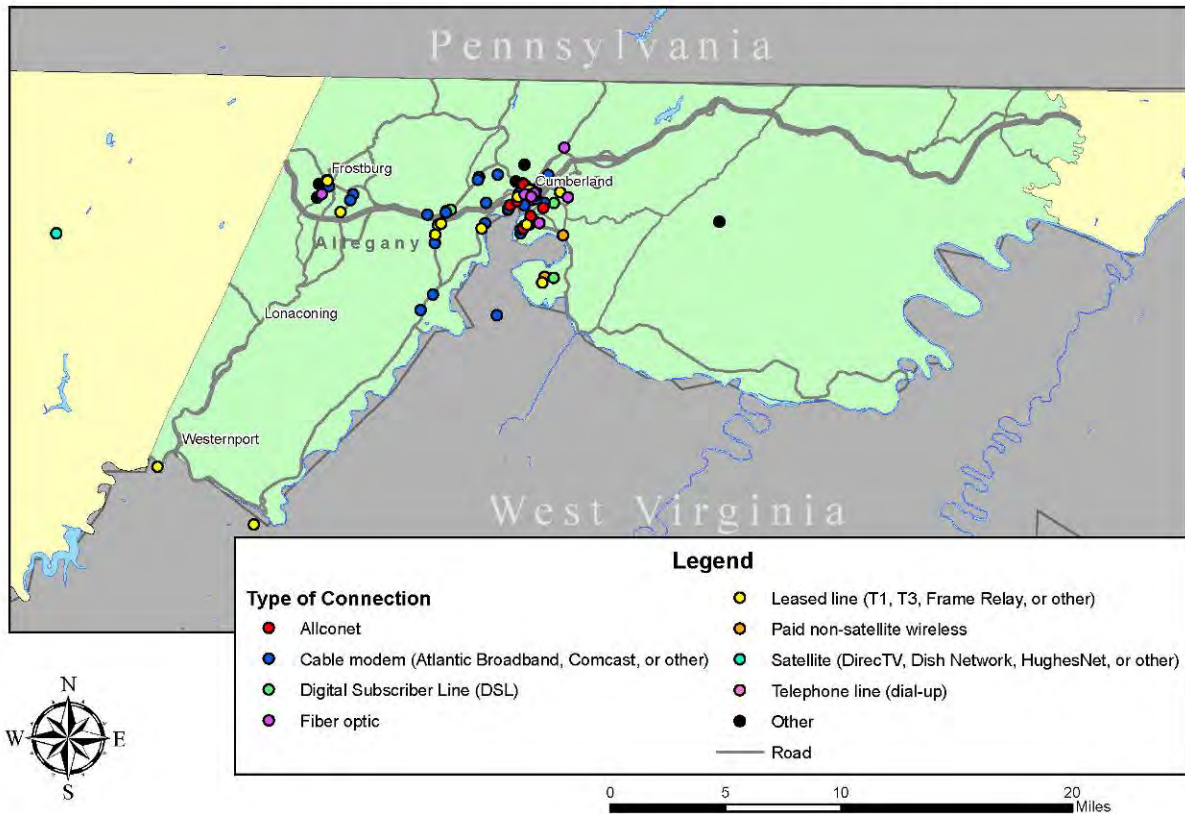 Pennsylvania
Frostburg
Cumberland
Allegany
Lonaconing
Westernport
West Virginia
Legend
Type of Connection
Allconet
Cable modem (Atlantic Broadband, Comcast, or other)
Digital Subscriber Line (DSL)
Fiber optic
Leased line (T1, T3, Frame Relay, or other)
Paid non-satellite wireless
Satellite (DirecTV, Dish Network, HughesNet, or other)
Telephone line (dial-up)
Other
Road
N
W E
S
0 5 10 20
Miles